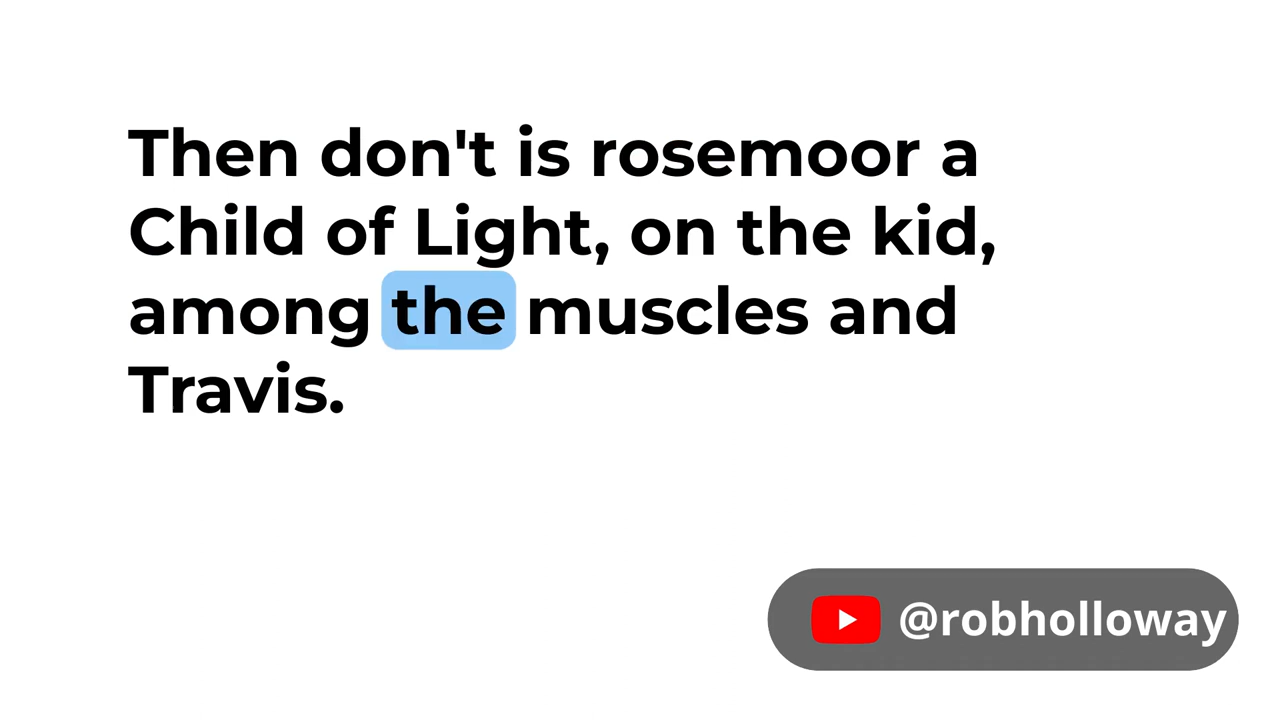 Then don't is rosemoor a
Child of Light, on the kid,
among the muscles and
Travis.
@robholloway